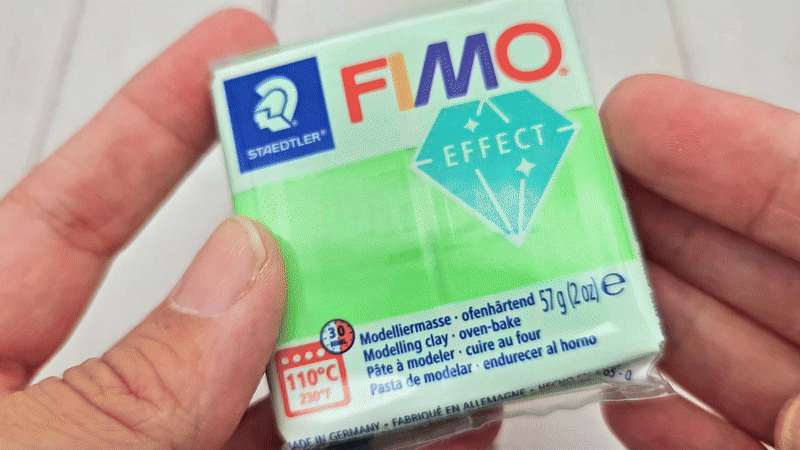 STAEDTLER®
FIMO®
EFFECT
57 g (2 oz) e
30
min.
110°C
230°F
Modelliermasse · ofenhärtend
Modelling clay · oven-bake
Pâte à modeler · cuire au four
Pasta de modelar · endurecer al horno
MADE IN GERMANY · FABRIQUÉ EN ALLEMAGNE · HECHO